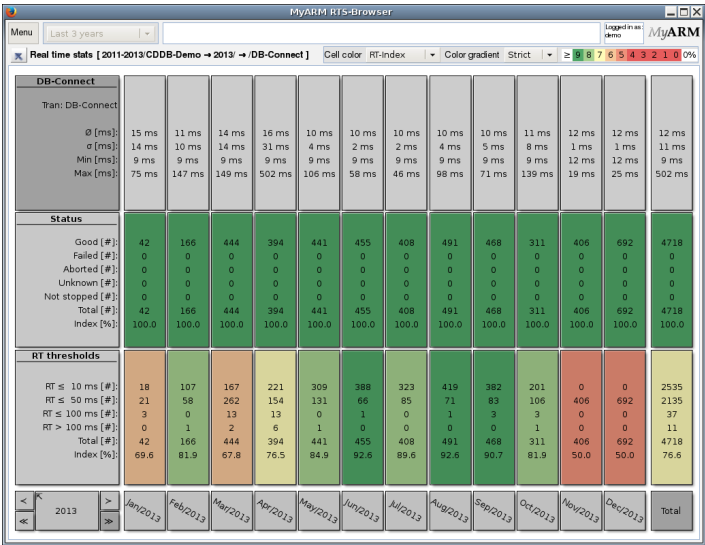 MyARM RTS-Browser
Menu Last 3 years Logged in as: demo MyARM
Real time stats [ 2011-2013/CDDB-Demo → 2013/ → /DB-Connect ] Cell color RT-Index Color gradient Strict ≥ 9 8 7 6 5 4 3 2 1 0 0%
DB-Connect
Tran: DB-Connect
Ø [ms]: 15 ms 11 ms 14 ms 16 ms 10 ms 10 ms 10 ms 10 ms 10 ms 11 ms 12 ms 12 ms 12 ms
σ [ms]: 14 ms 10 ms 14 ms 31 ms 4 ms 2 ms 2 ms 4 ms 5 ms 8 ms 1 ms 1 ms 11 ms
Min [ms]: 9 ms 9 ms 9 ms 9 ms 9 ms 9 ms 9 ms 9 ms 9 ms 9 ms 12 ms 12 ms 9 ms
Max [ms]: 75 ms 147 ms 149 ms 502 ms 106 ms 58 ms 46 ms 98 ms 71 ms 139 ms 19 ms 25 ms 502 ms
Status
Good [#]: 42 166 444 394 441 455 408 491 468 311 406 692 4718
Failed [#]: 0 0 0 0 0 0 0 0 0 0 0 0 0
Aborted [#]: 0 0 0 0 0 0 0 0 0 0 0 0 0
Unknown [#]: 0 0 0 0 0 0 0 0 0 0 0 0 0
Not stopped [#]: 0 0 0 0 0 0 0 0 0 0 0 0 0
Total [#]: 42 166 444 394 441 455 408 491 468 311 406 692 4718
Index [%]: 100.0 100.0 100.0 100.0 100.0 100.0 100.0 100.0 100.0 100.0 100.0 100.0 100.0
RT thresholds
RT ≤ 10 ms [#]: 18 107 167 221 309 388 323 419 382 201 0 0 2535
RT ≤ 50 ms [#]: 21 58 262 154 131 66 85 71 83 106 406 692 2135
RT ≤ 100 ms [#]: 3 0 13 13 0 1 0 1 3 3 0 0 37
RT > 100 ms [#]: 0 1 2 6 1 0 0 0 0 1 0 0 11
Total [#]: 42 166 444 394 441 455 408 491 468 311 406 692 4718
Index [%]: 69.6 81.9 67.8 76.5 84.9 92.6 89.6 92.6 90.7 81.9 50.0 50.0 76.6
< 2013 > Jan/2013 Feb/2013 Mar/2013 Apr/2013 May/2013 Jun/2013 Jul/2013 Aug/2013 Sep/2013 Oct/2013 Nov/2013 Dec/2013 Total
≪ ≫